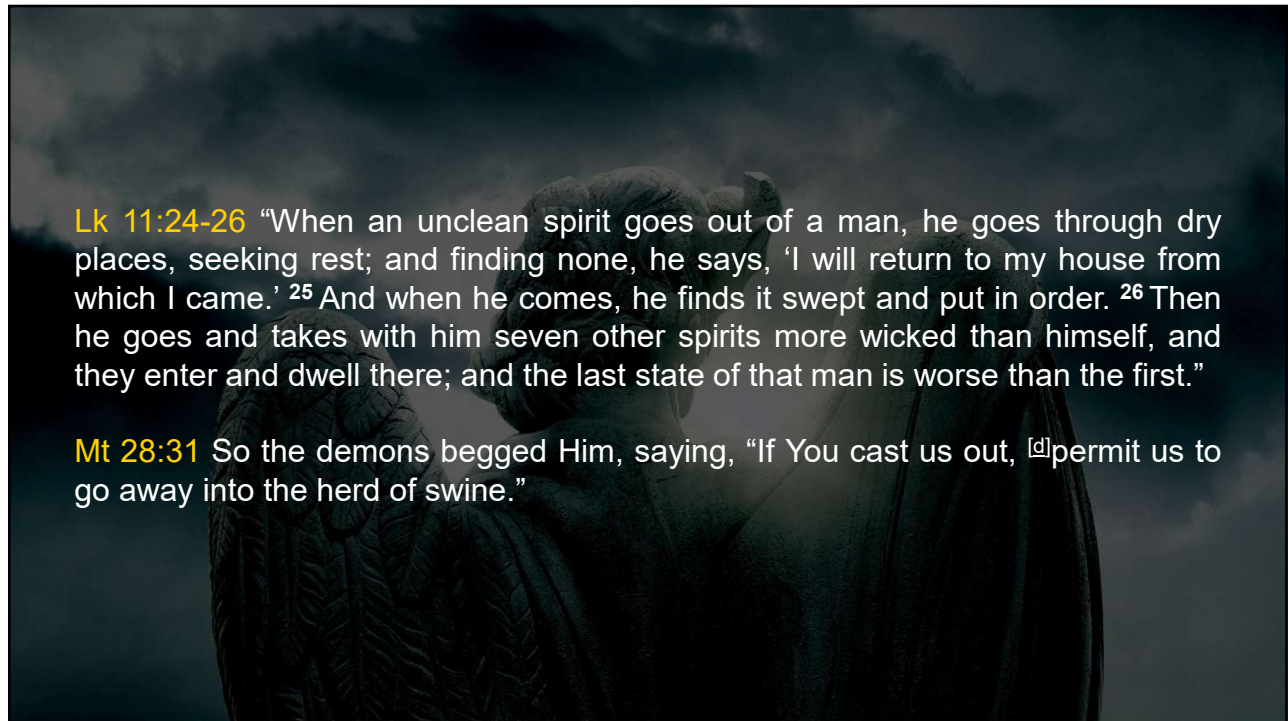 Lk 11:24-26 “When an unclean spirit goes out of a man, he goes through dry
places, seeking rest; and finding none, he says, ‘I will return to my house from
which I came.’ 25 And when he comes, he finds it swept and put in order. 26 Then
he goes and takes with him seven other spirits more wicked than himself, and
they enter and dwell there; and the last state of that man is worse than the first.”
Mt 28:31 So the demons begged Him, saying, “If You cast us out, [d]permit us to
go away into the herd of swine.”